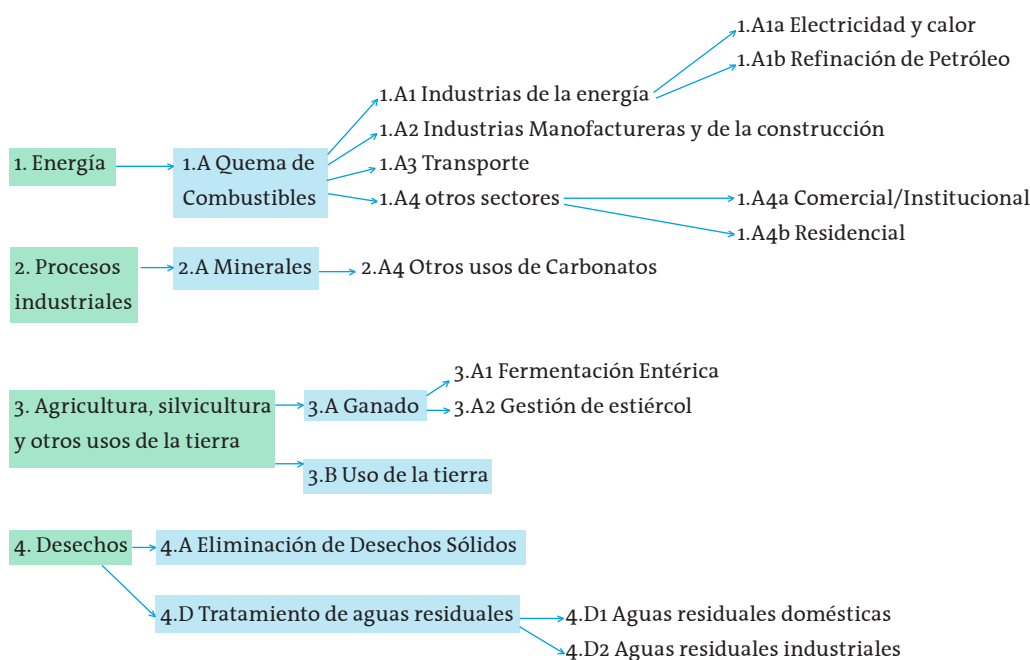 1.A1a Electricidad y calor
1.A1b Refinación de Petróleo
1.A1 Industrias de la energía
1.A2 Industrias Manofactureras y de la construcción
1. Energía
1.A Quema de
Combustibles
1.A3 Transporte
1.A4 otros sectores
1.A4a Comercial/Institucional
1.A4b Residencial
2. Procesos
industriales
2.A Minerales
2.A4 Otros usos de Carbonatos
3.A1 Fermentación Entérica
3. Agricultura, silvicultura
y otros usos de la tierra
3.A Ganado
3.A2 Gestión de estiércol
3.B Uso de la tierra
4. Desechos
4.A Eliminación de Desechos Sólidos
4.D Tratamiento de aguas residuales
4.D1 Aguas residuales domésticas
4.D2 Aguas residuales industriales